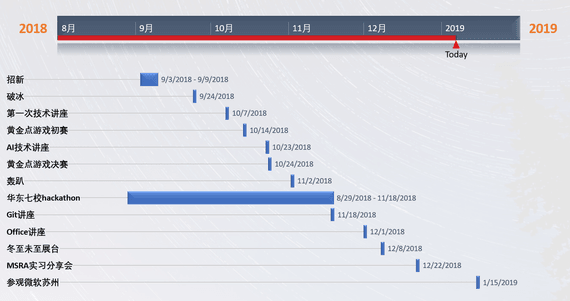 2018 8月 9月 10月 11月 12月 2019 2019
Today
招新 9/3/2018 - 9/9/2018
破冰 9/24/2018
第一次技术讲座 10/7/2018
黄金点游戏初赛 10/14/2018
AI技术讲座 10/23/2018
黄金点游戏决赛 10/24/2018
轰趴 11/2/2018
华东七校hackathon 8/29/2018 - 11/18/2018
Git讲座 11/18/2018
Office讲座 12/1/2018
冬至未至展台 12/8/2018
MSRA实习分享会 12/22/2018
参观微软苏州 1/15/2019